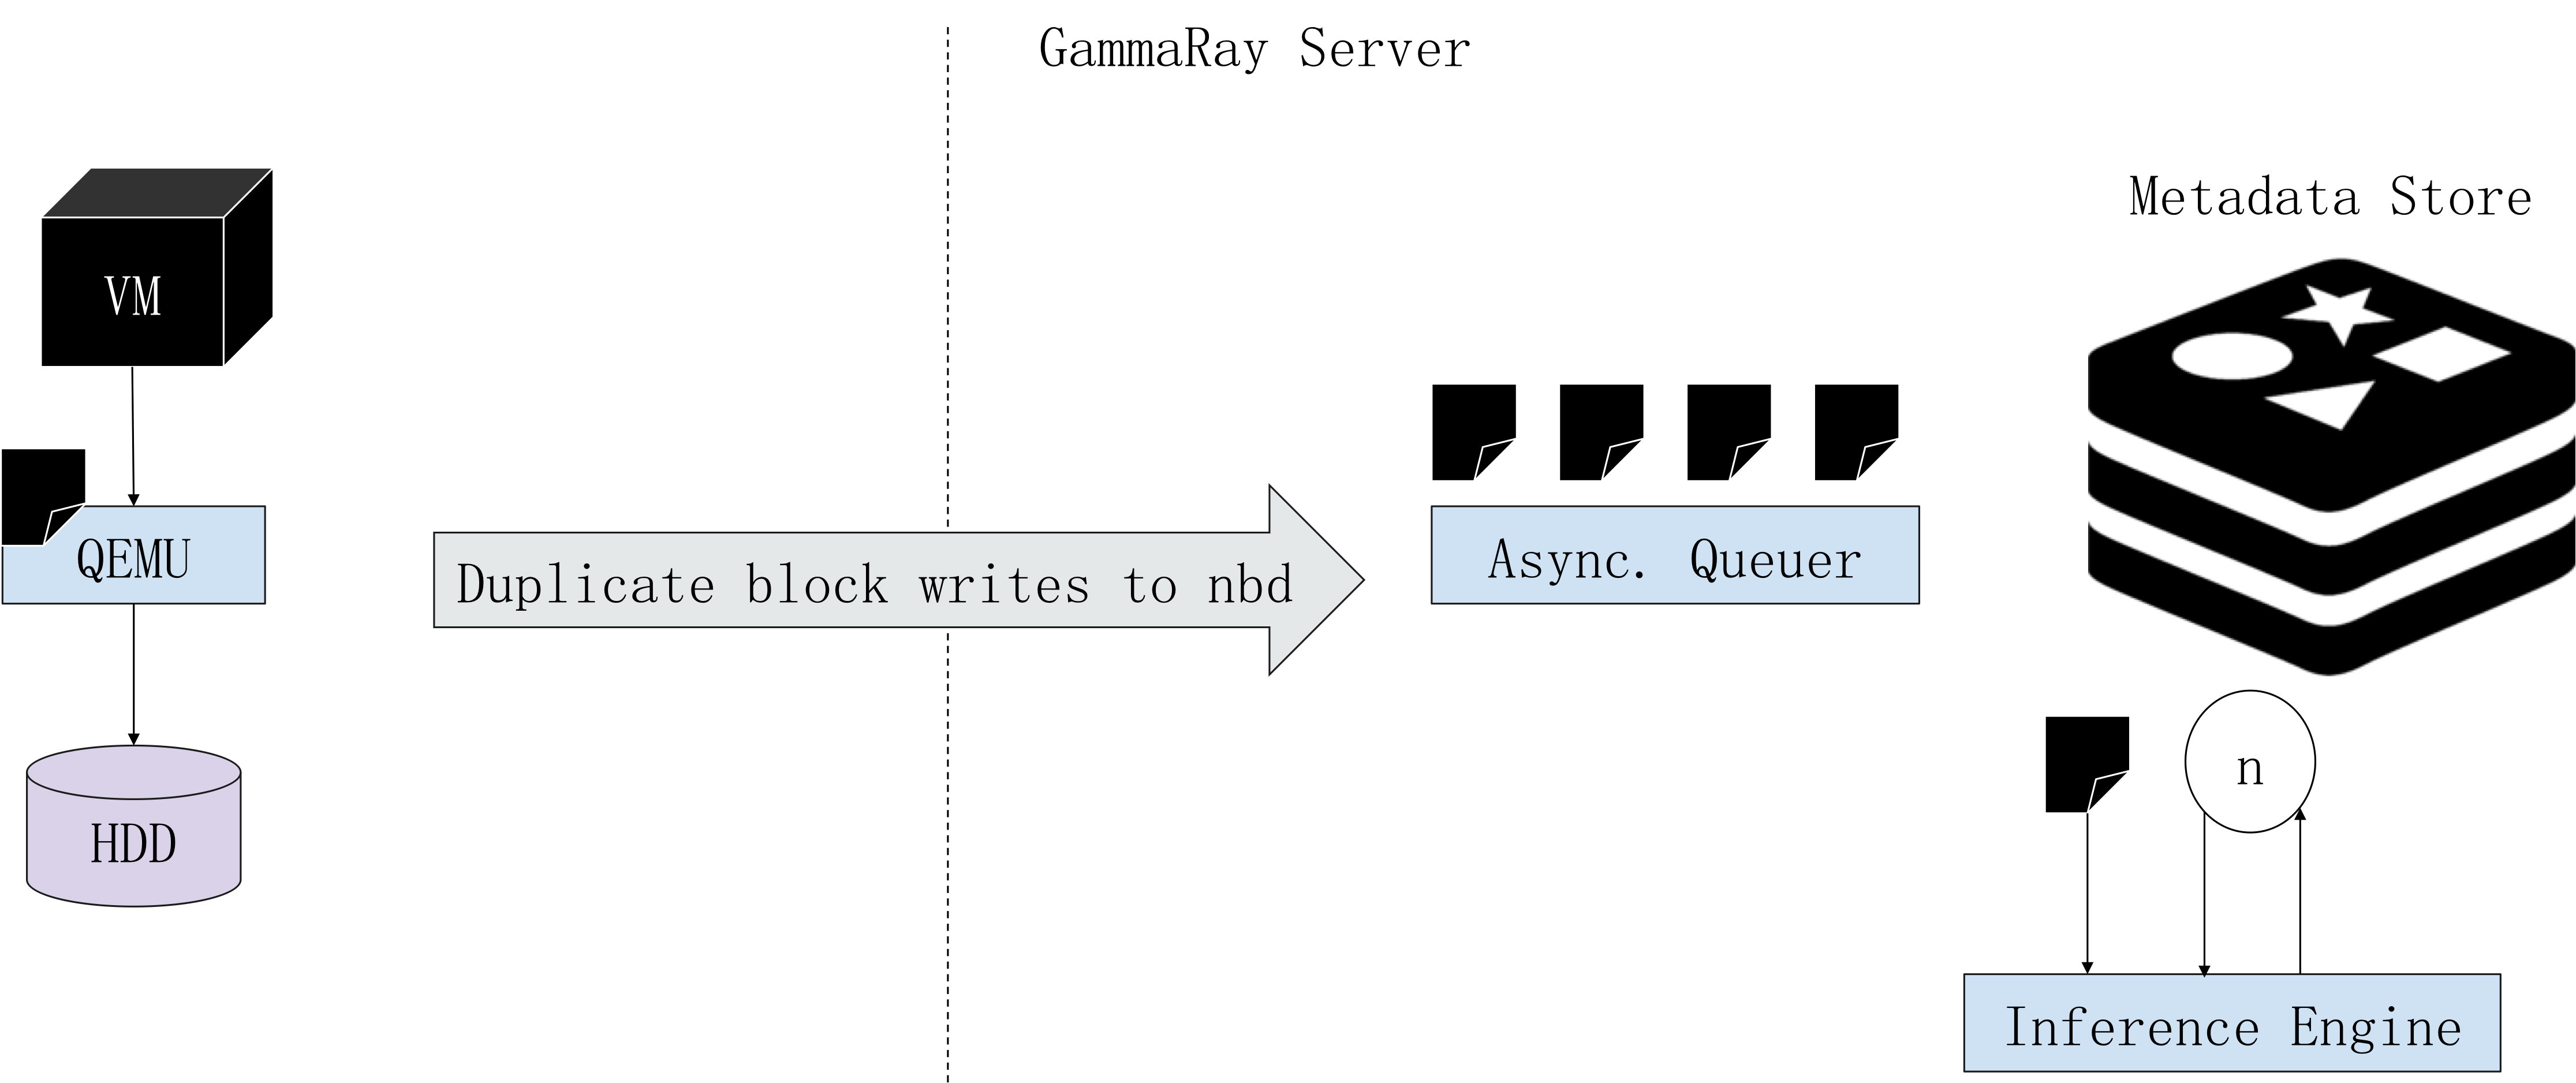 GammaRay Server
Metadata Store
VM
QEMU
Duplicate block writes to nbd
Async. Queuer
n
HDD
Inference Engine